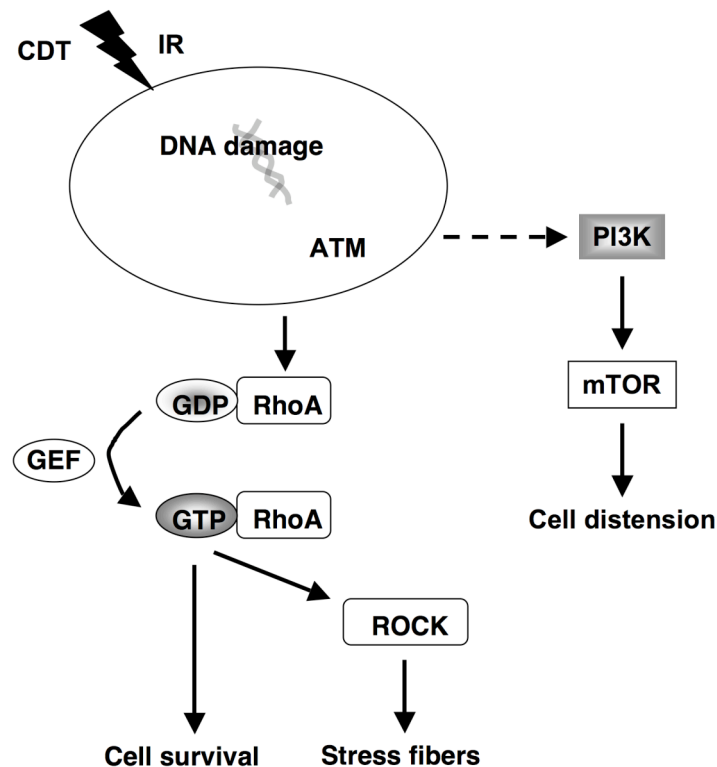 CDT
IR
DNA damage
ATM
PI3K
mTOR
Cell distension
GDP
RhoA
GEF
GTP
RhoA
ROCK
Cell survival
Stress fibers